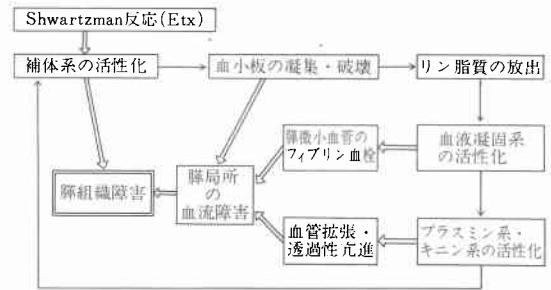 Shwartzman反応(Etx)
補体系の活性化
血小板の凝集・破壊
リン脂質の放出
膵微小血管の
フィブリン血栓
血液凝固系
の活性化
膵組織障害
膵局所
の
血流障害
血管拡張・
透過性亢進
プラスミン系・
キニン系の活性化